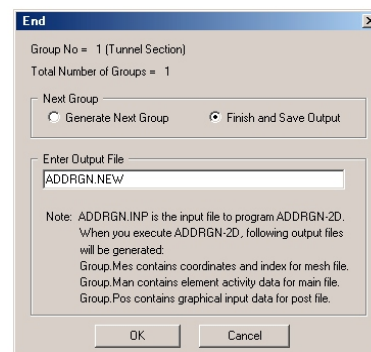 End
Group No = 1 (Tunnel Section)
Total Number of Groups = 1
Next Group
Generate Next Group
Finish and Save Output
Enter Output File
ADDRGN.NEW
Note: ADDRGN.INP is the input file to program ADDRGN-2D.
When you execute ADDRGN-2D, following output files
will be generated:
Group.Mes contains coordinates and index for mesh file.
Group.Man contains element activity data for main file.
Group.Pos contains graphical input data for post file.
OK
Cancel